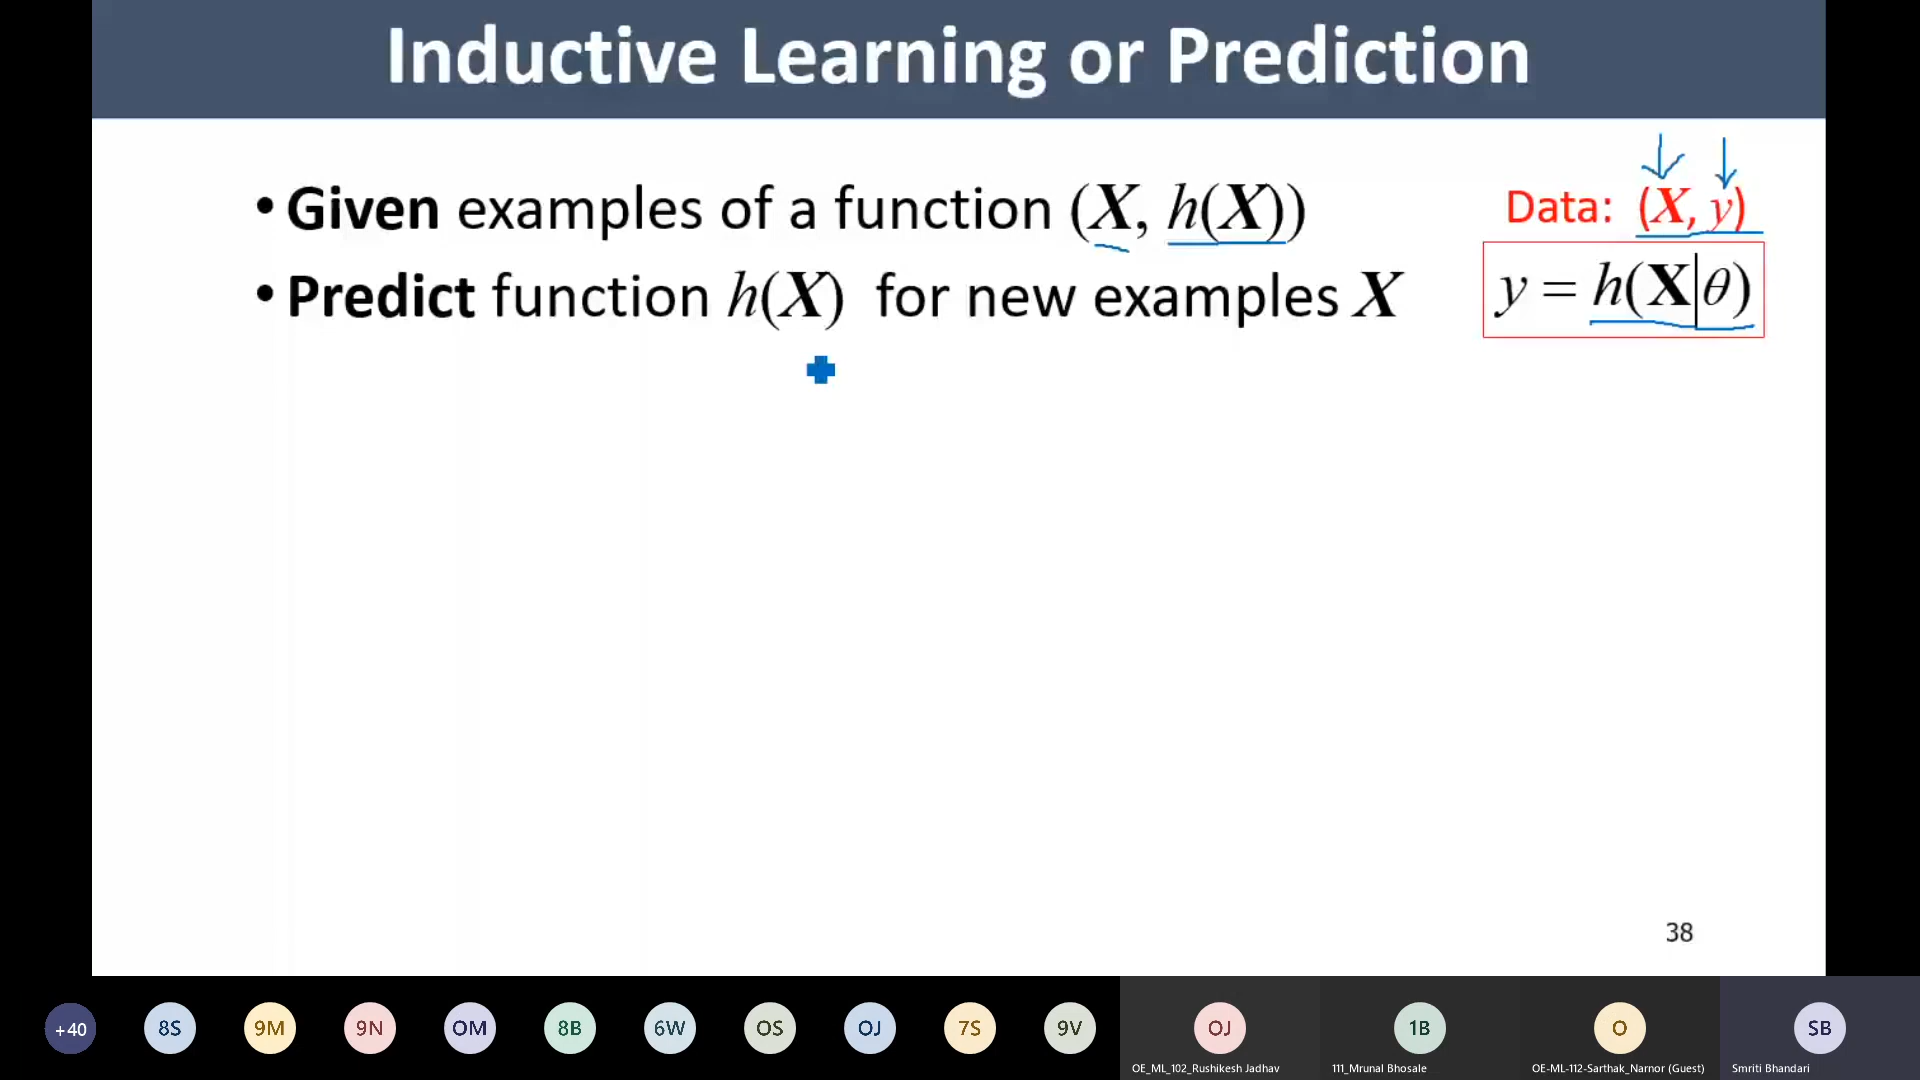 Inductive Learning or Prediction
• Given examples of a function (X, h(X))
• Predict function h(X) for new examples X
Data: (X, y)
y = h(X|θ)
38
+40
8S
9M
9N
OM
8B
6W
OS
OJ
7S
9V
OJ
1B
O
SB
OE_ML_102_Rushikesh Jadhav
111_Mrunal Bhosale
OE-ML-112-Sarthak_Narnor (Guest)
Smriti Bhandari